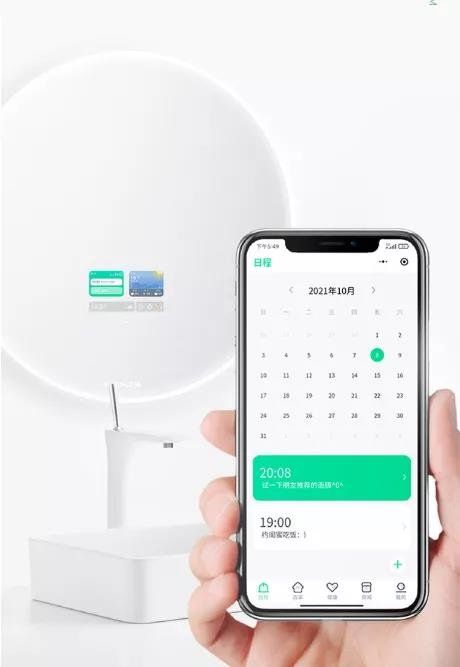 下午5:49
日程
2021年10月
日 一 二 三 四 五 六
1 2
3 4 5 6 7 8 9
10 11 12 13 14 15 16
17 18 19 20 21 22 23
24 25 26 27 28 29 30
31
20:08
试一下朋友推荐的面膜^0^
19:00
约闺蜜吃饭：)
日程 居家 健康 商城 我的